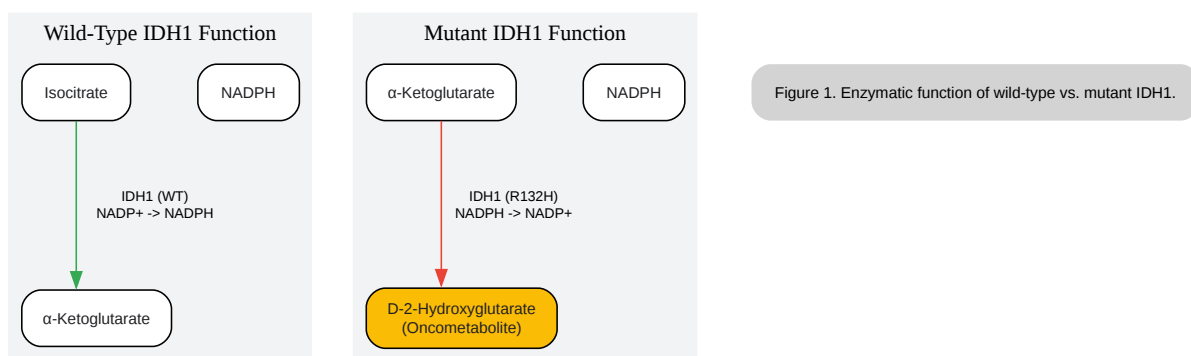 Wild-Type IDH1 Function
Isocitrate
NADPH
IDH1 (WT)
NADP+ -> NADPH
α-Ketoglutarate
Mutant IDH1 Function
α-Ketoglutarate
NADPH
IDH1 (R132H)
NADPH -> NADP+
D-2-Hydroxyglutarate
(Oncometabolite)
Figure 1. Enzymatic function of wild-type vs. mutant IDH1.